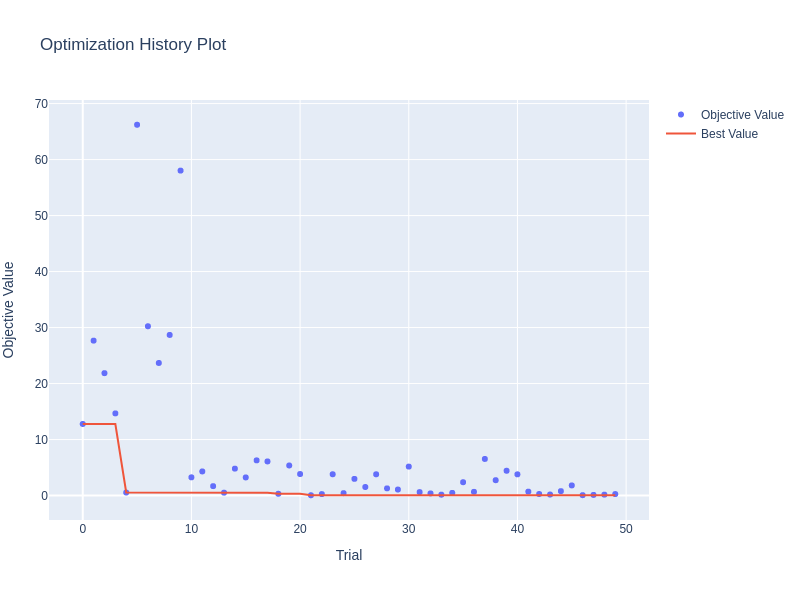 Optimization History Plot
Objective Value
Best Value
70
60
50
40
30
20
10
0
Objective Value
0 10 20 30 40 50
Trial